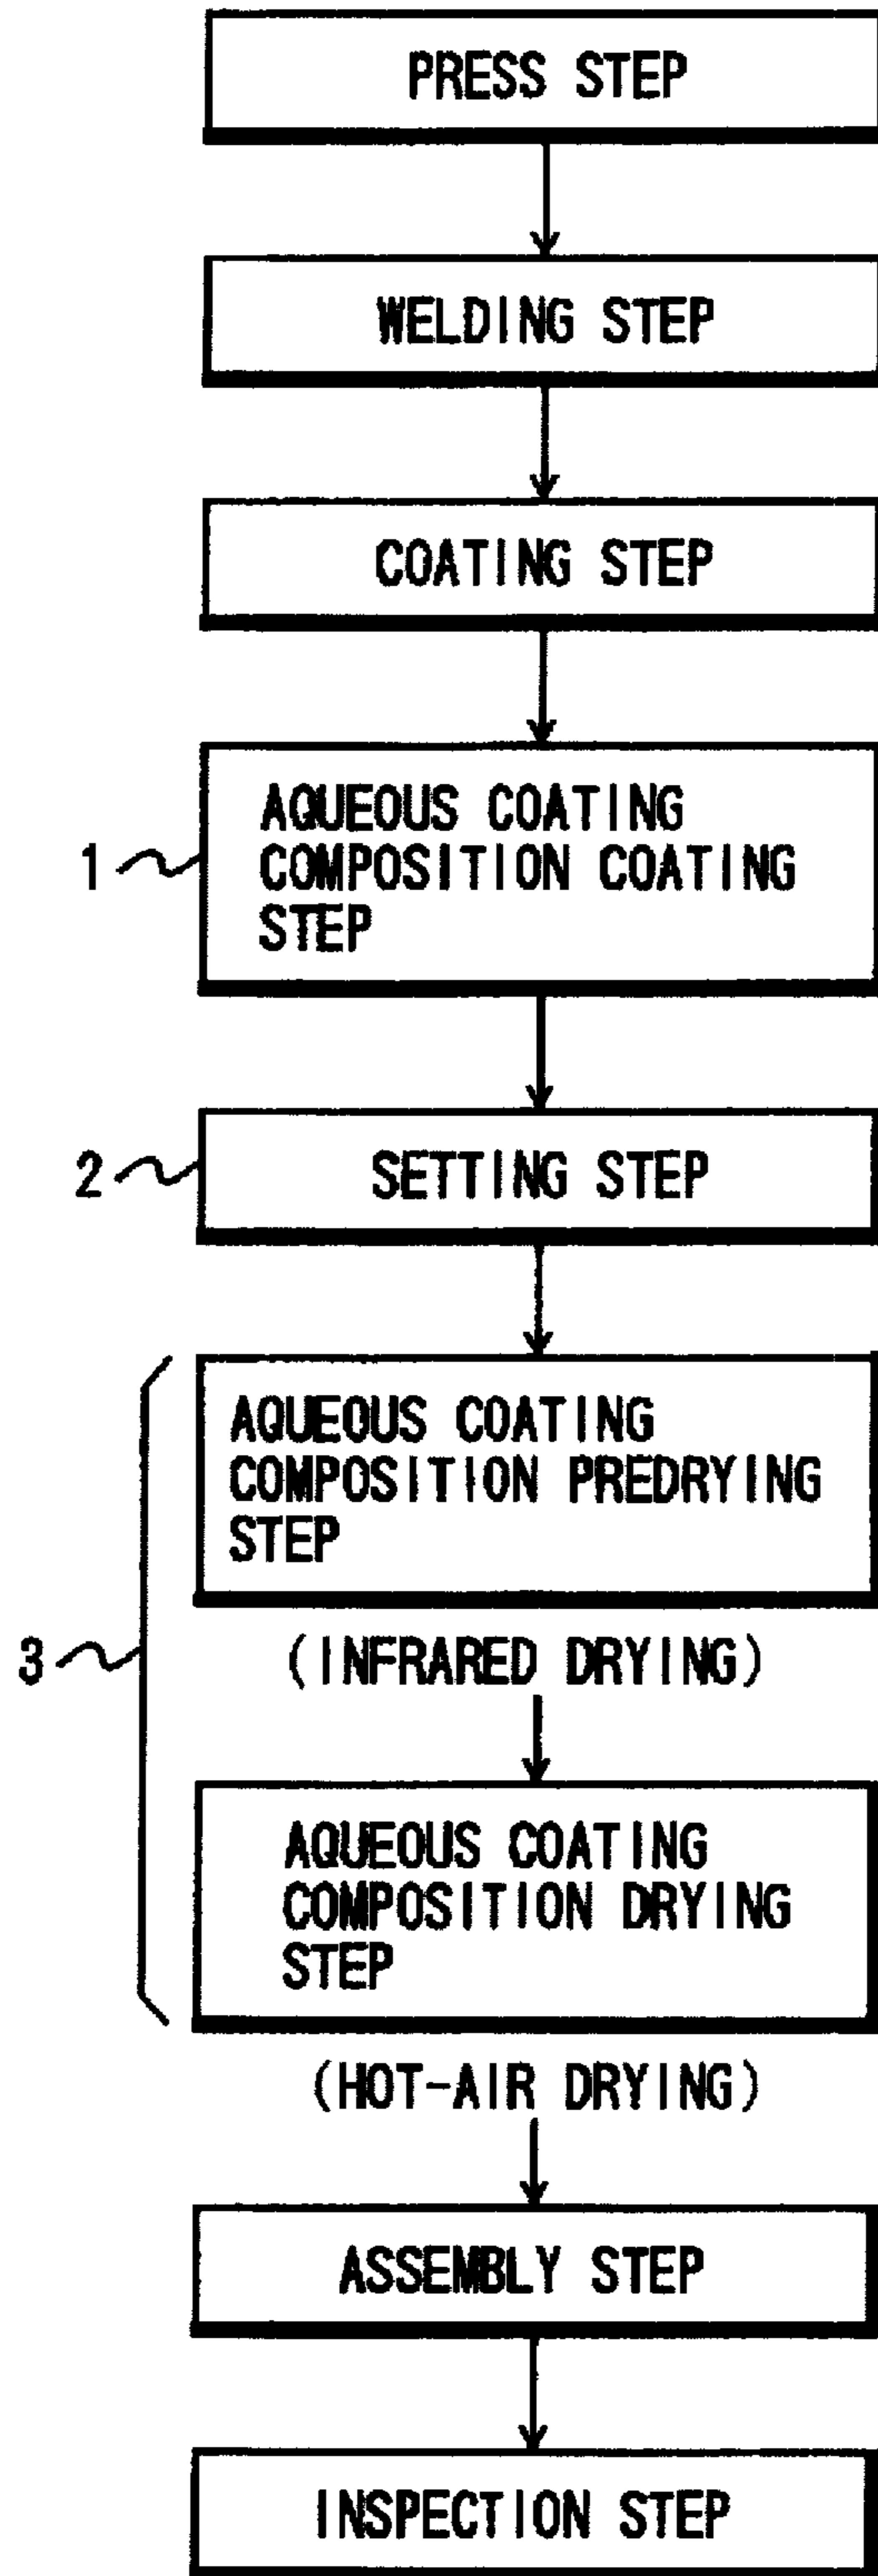 PRESS STEP
WELDING STEP
COATING STEP
1
AQUEOUS COATING
COMPOSITION COATING
STEP
2
SETTING STEP
3
AQUEOUS COATING
COMPOSITION PREDRYING
STEP
(INFRARED DRYING)
AQUEOUS COATING
COMPOSITION DRYING
STEP
(HOT-AIR DRYING)
ASSEMBLY STEP
INSPECTION STEP